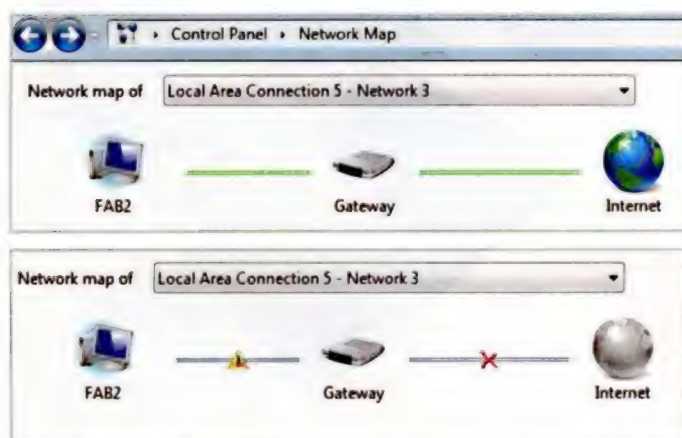 Control Panel Network Map
Network map of Local Area Connection 5 - Network 3
FAB2 Gateway Internet
Network map of Local Area Connection 5 - Network 3
FAB2 Gateway Internet